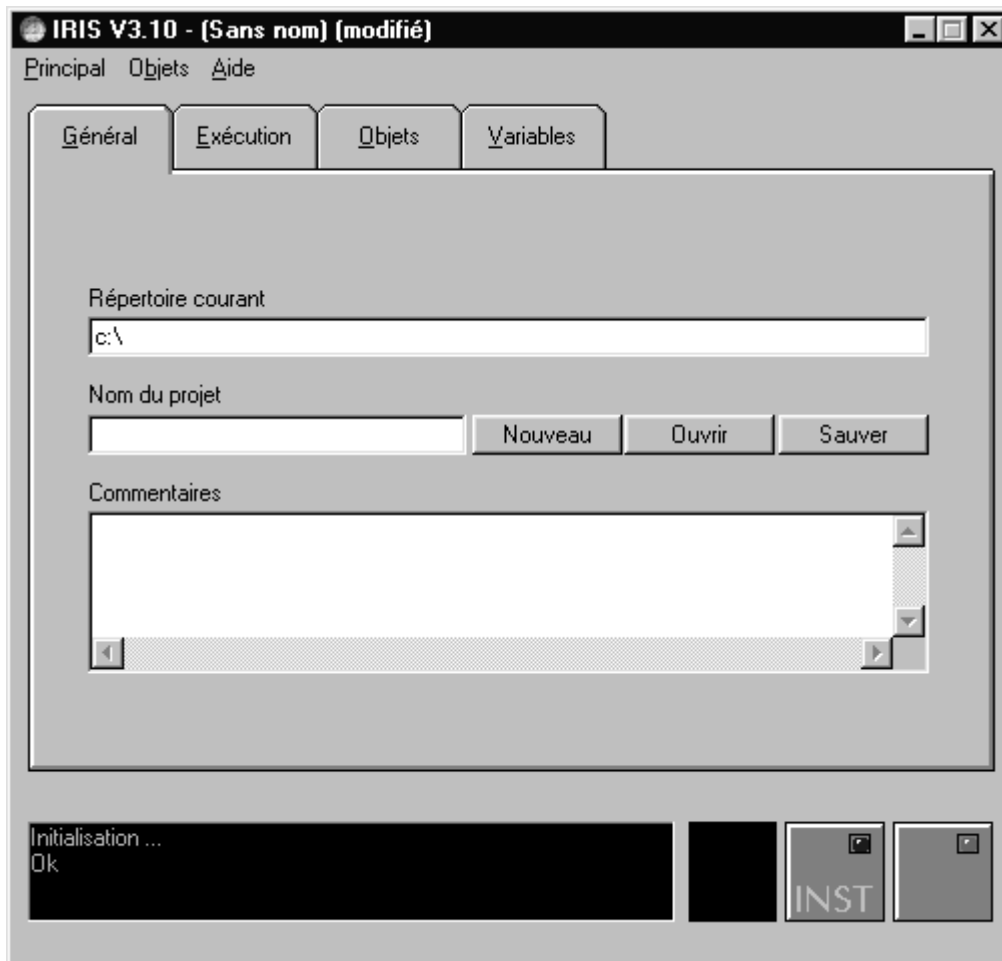 IRIS V3.10 - (Sans nom) (modifié)
Principal Objets Aide
Général Exécution Objets Variables
Répertoire courant
c:\
Nom du projet
Nouveau Ouvrir Sauver
Commentaires
Initialisation ...
Ok
INST